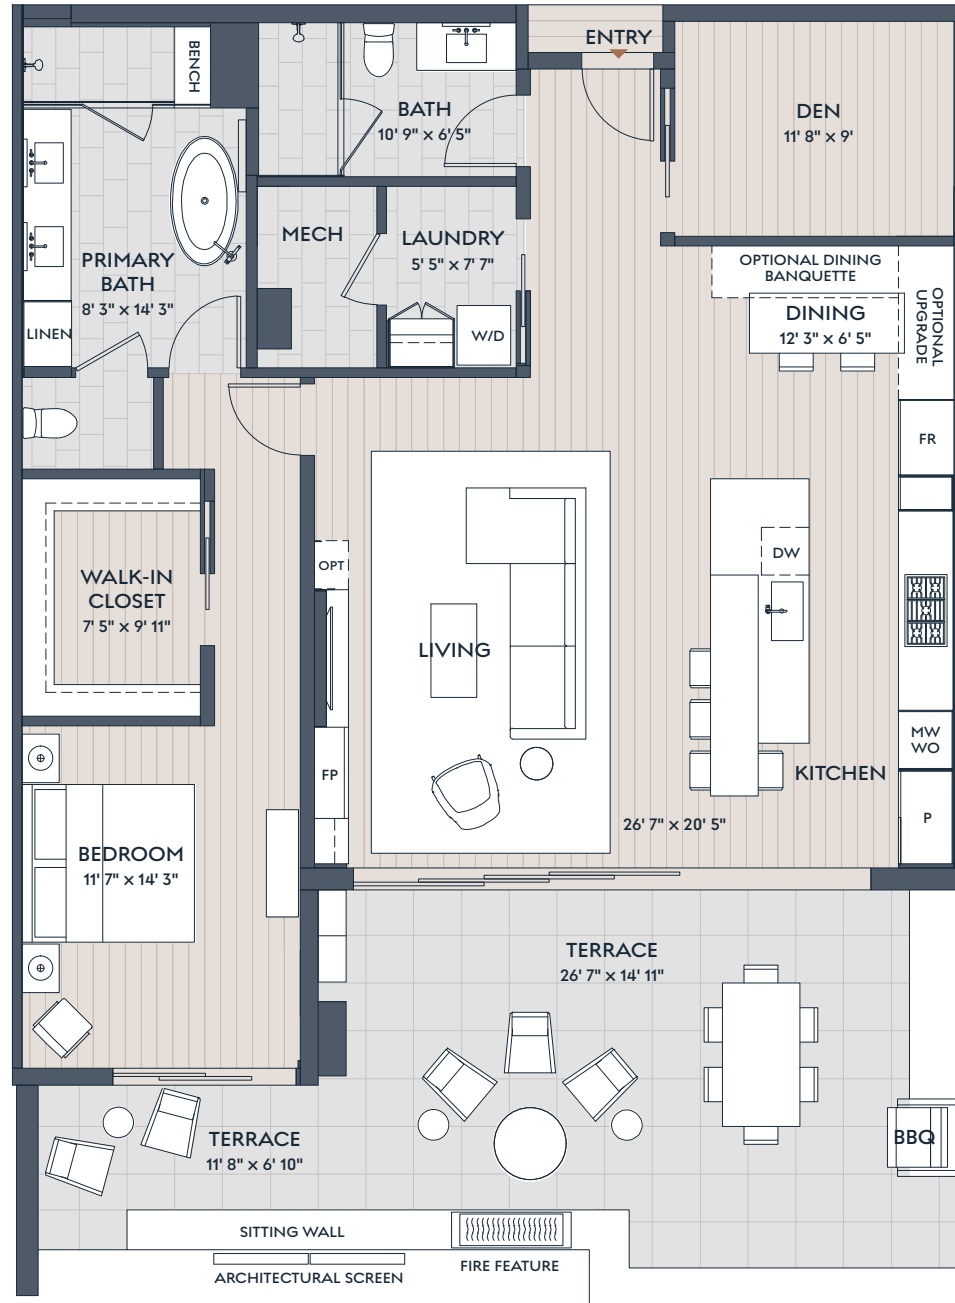 ENTRY
BENCH
BATH
10' 9" x 6' 5"
DEN
11' 8" x 9'
MECH
LAUNDRY
5' 5" x 7' 7"
W/D
PRIMARY
BATH
8' 3" x 14' 3"
LINEN
OPTIONAL DINING
BANQUETTE
DINING
12' 3" x 6' 5"
OPTIONAL
UPGRADE
FR
WALK-IN
CLOSET
7' 5" x 9' 11"
OPT
DW
LIVING
MW
WO
FP
KITCHEN
26' 7" x 20' 5"
P
BEDROOM
11' 7" x 14' 3"
TERRACE
26' 7" x 14' 11"
TERRACE
11' 8" x 6' 10"
BBQ
SITTING WALL
FIRE FEATURE
ARCHITECTURAL SCREEN